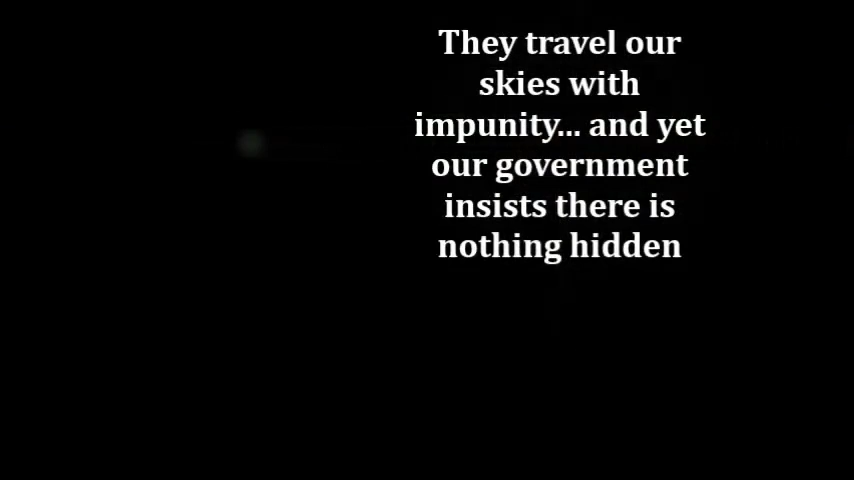 They travel our
skies with
impunity... and yet
our government
insists there is
nothing hidden